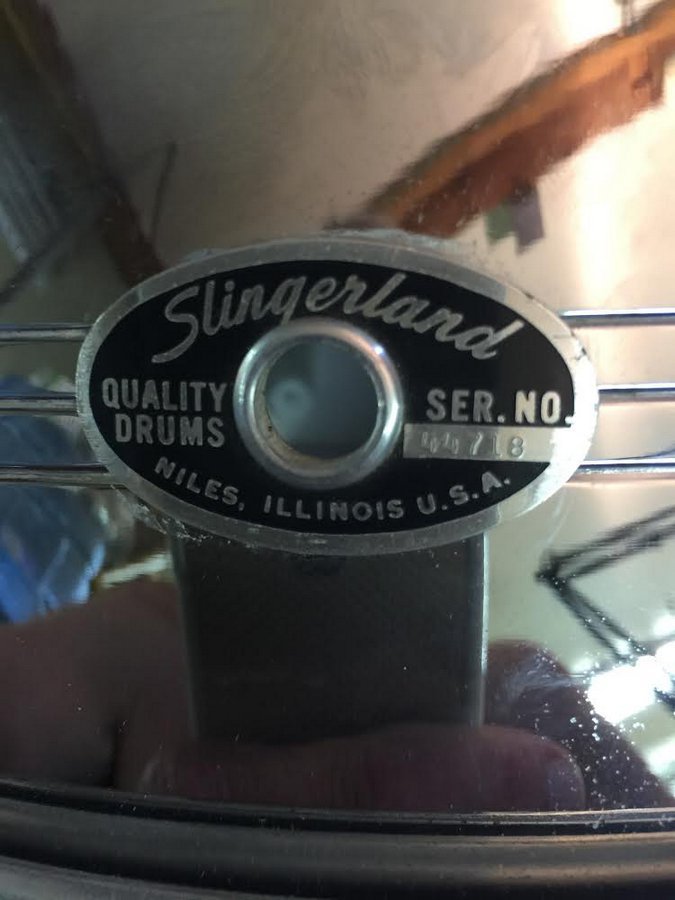 Slingerland
QUALITY
DRUMS
SER. NO.
44718
NILES, ILLINOIS U.S.A.